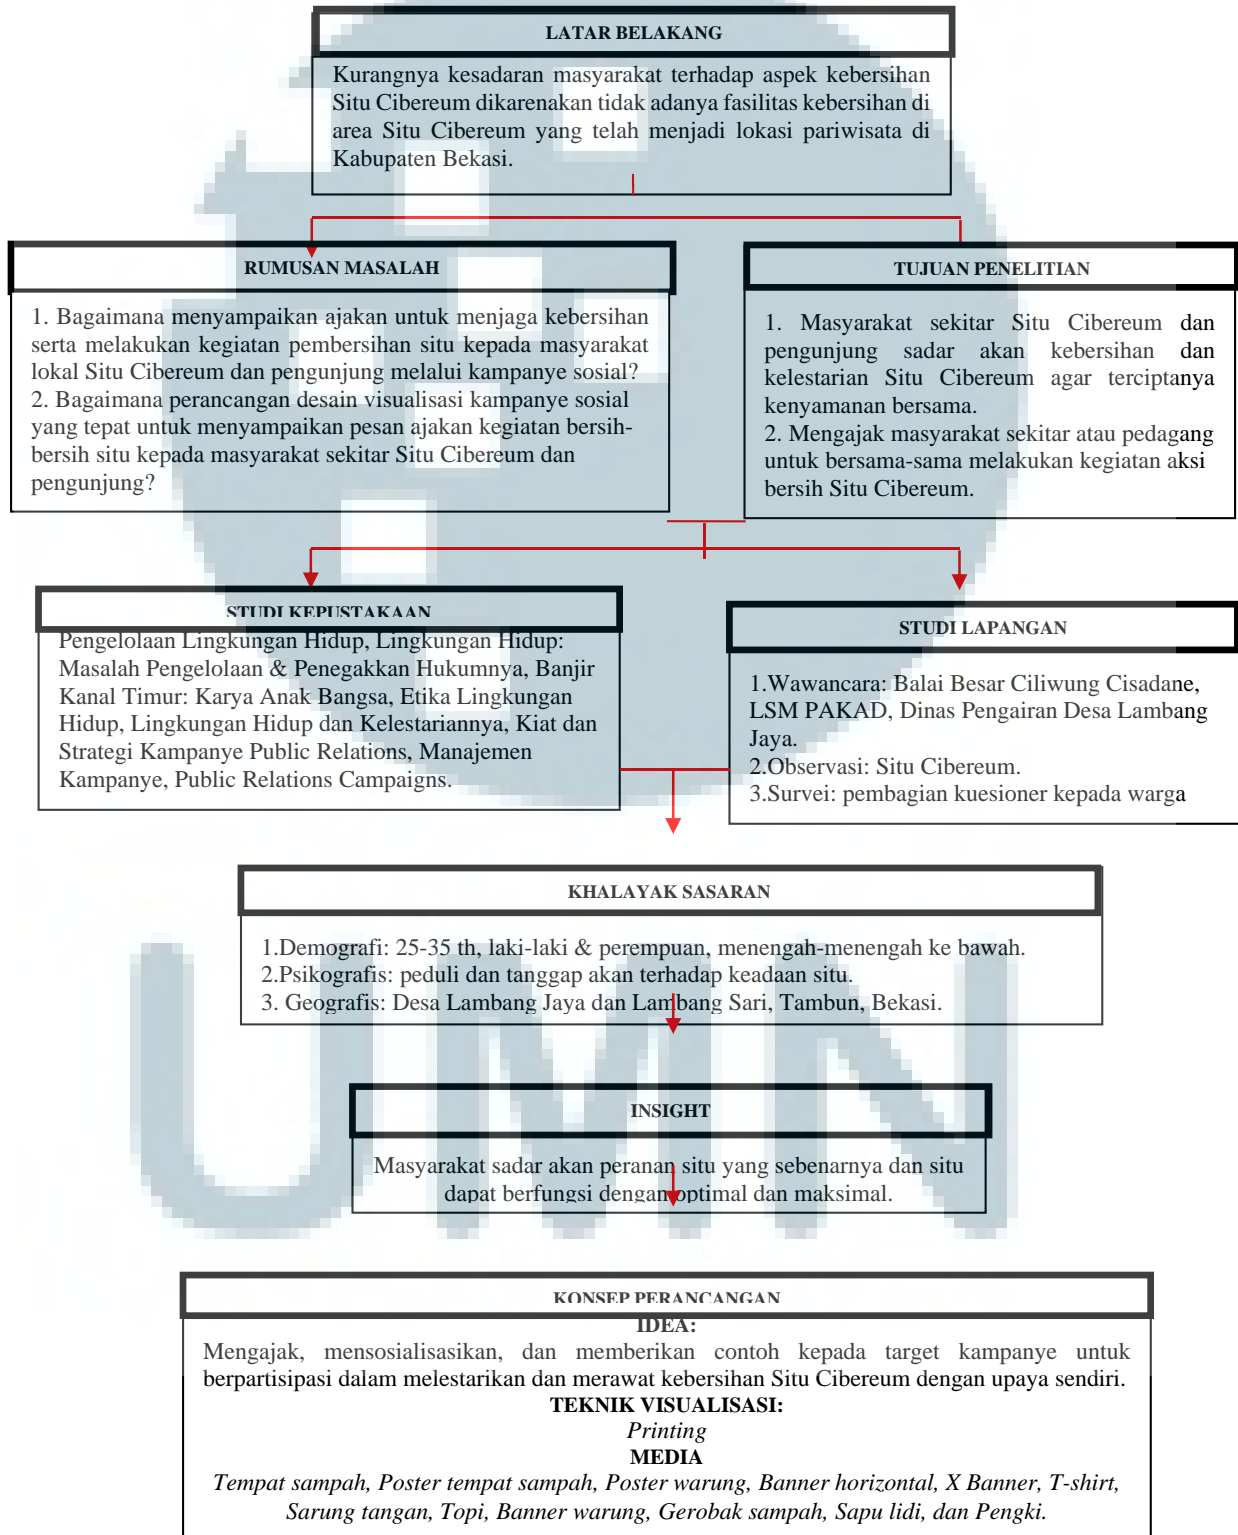 LATAR BELAKANG
Kurangnya kesadaran masyarakat terhadap aspek kebersihan
Situ Cibereum dikarenakan tidak adanya fasilitas kebersihan di
area Situ Cibereum yang telah menjadi lokasi pariwisata di
Kabupaten Bekasi.
RUMUSAN MASALAH
1. Bagaimana menyampaikan ajakan untuk menjaga kebersihan
serta melakukan kegiatan pembersihan situ kepada masyarakat
lokal Situ Cibereum dan pengunjung melalui kampanye sosial?
2. Bagaimana perancangan desain visualisasi kampanye sosial
yang tepat untuk menyampaikan pesan ajakan kegiatan bersih-
bersih situ kepada masyarakat sekitar Situ Cibereum dan
pengunjung?
TUJUAN PENELITIAN
1. Masyarakat sekitar Situ Cibereum dan
pengunjung sadar akan kebersihan dan
kelestarian Situ Cibereum agar terciptanya
kenyamanan bersama.
2. Mengajak masyarakat sekitar atau pedagang
untuk bersama-sama melakukan kegiatan aksi
bersih Situ Cibereum.
STUDI KEPUSTAKAAN
Pengelolaan Lingkungan Hidup, Lingkungan Hidup:
Masalah Pengelolaan & Penegakkan Hukumnya, Banjir
Kanal Timur: Karya Anak Bangsa, Etika Lingkungan
Hidup, Lingkungan Hidup dan Kelestariannya, Kiat dan
Strategi Kampanye Public Relations, Manajemen
Kampanye, Public Relations Campaigns.
STUDI LAPANGAN
1.Wawancara: Balai Besar Ciliwung Cisadane,
LSM PAKAD, Dinas Pengairan Desa Lambang
Jaya.
2.Observasi: Situ Cibereum.
3.Survei: pembagian kuesioner kepada warga
KHALAYAK SASARAN
1.Demografi: 25-35 th, laki-laki & perempuan, menengah-menengah ke bawah.
2.Psikografis: peduli dan tanggap akan terhadap keadaan situ.
3. Geografis: Desa Lambang Jaya dan Lambang Sari, Tambun, Bekasi.
INSIGHT
Masyarakat sadar akan peranan situ yang sebenarnya dan situ
dapat berfungsi dengan optimal dan maksimal.
UMN
KONSEP PERANCANGAN
IDEA:
Mengajak, mensosialisasikan, dan memberikan contoh kepada target kampanye untuk
berpartisipasi dalam melestarikan dan merawat kebersihan Situ Cibereum dengan upaya sendiri.
TEKNIK VISUALISASI:
Printing
MEDIA
Tempat sampah, Poster tempat sampah, Poster warung, Banner horizontal, X Banner, T-shirt,
Sarung tangan, Topi, Banner warung, Gerobak sampah, Sapu lidi, dan Pengki.